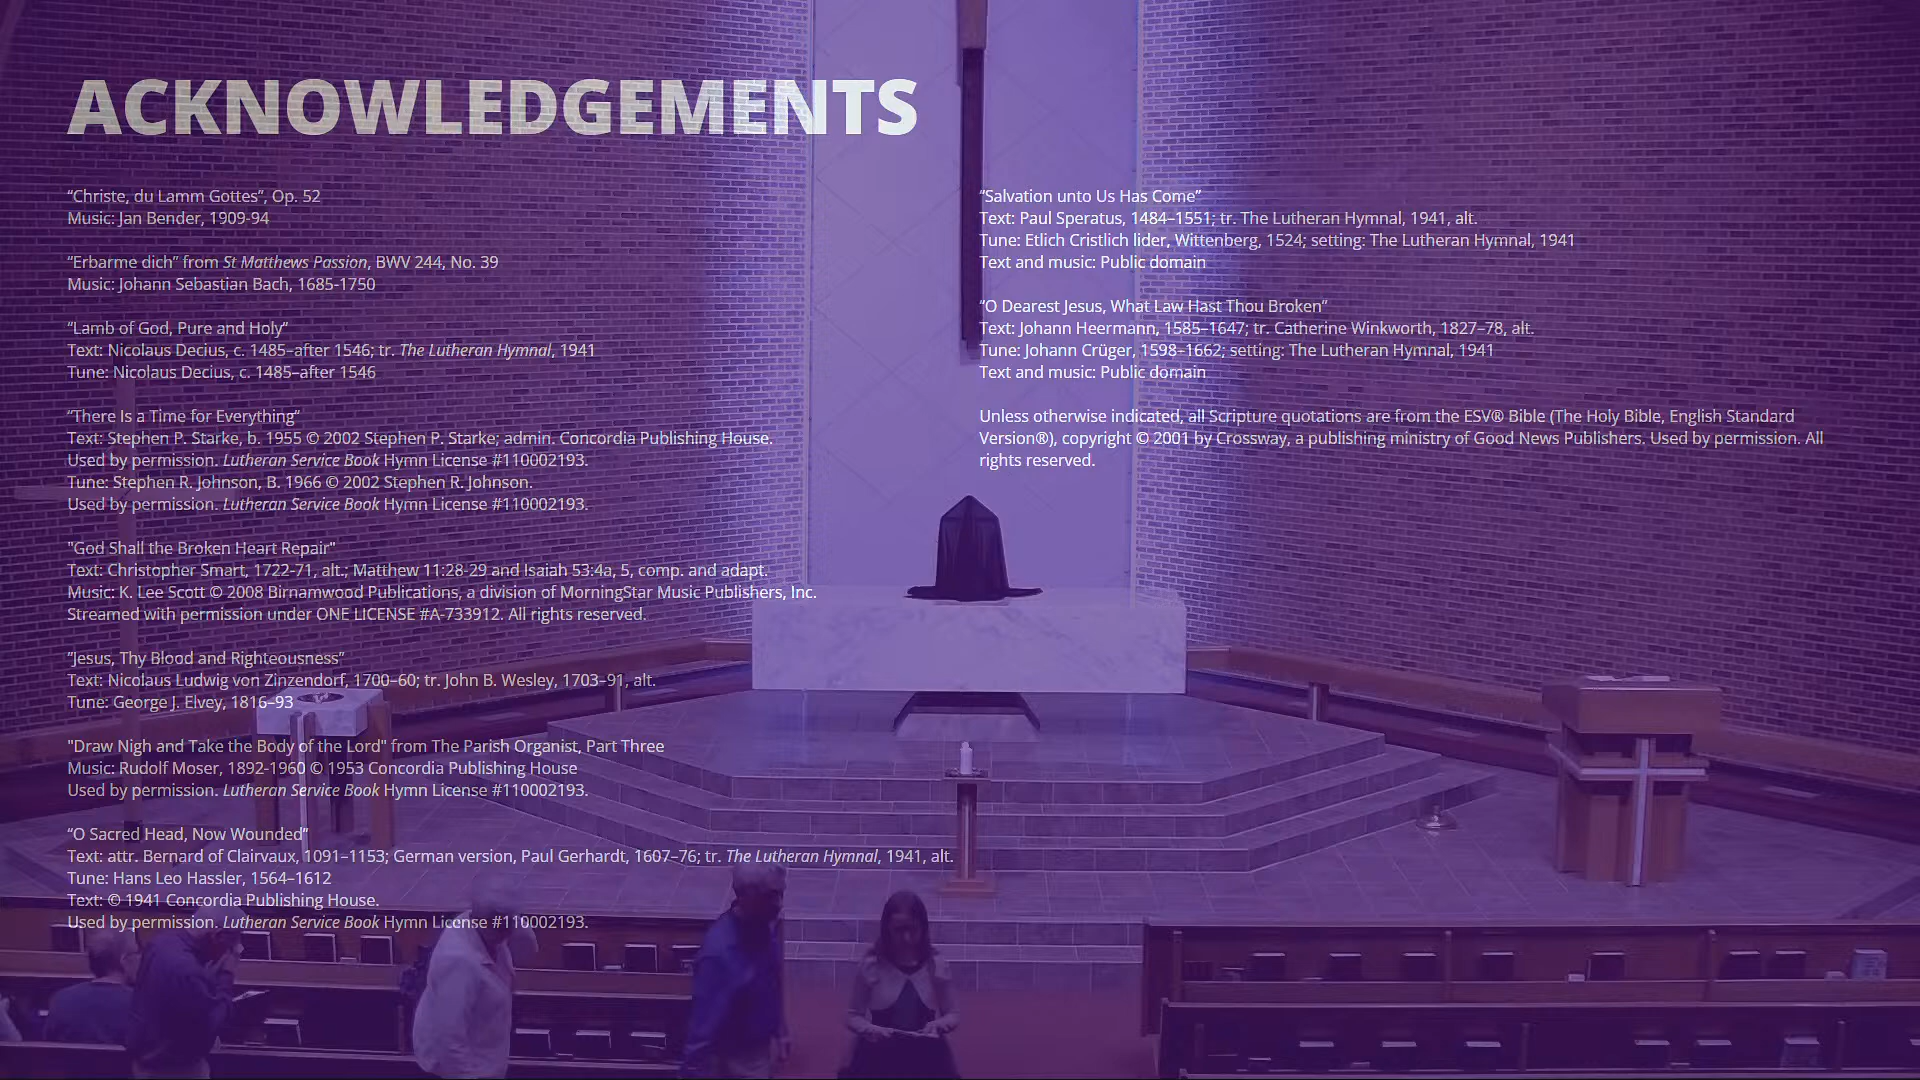 ACKNOWLEDGEMENTS
“Christe, du Lamm Gottes”, Op. 52
Music: Jan Bender, 1909-94
“Erbarme dich” from St Matthews Passion, BWV 244, No. 39
Music: Johann Sebastian Bach, 1685-1750
“Lamb of God, Pure and Holy”
Text: Nicolaus Decius, c. 1485–after 1546; tr. The Lutheran Hymnal, 1941
Tune: Nicolaus Decius, c. 1485–after 1546
“There Is a Time for Everything”
Text: Stephen P. Starke, b. 1955 © 2002 Stephen P. Starke; admin. Concordia Publishing House.
Used by permission. Lutheran Service Book Hymn License #110002193.
Tune: Stephen R. Johnson, B. 1966 © 2002 Stephen R. Johnson.
Used by permission. Lutheran Service Book Hymn License #110002193.
"God Shall the Broken Heart Repair"
Text: Christopher Smart, 1722-71, alt.; Matthew 11:28-29 and Isaiah 53:4a, 5, comp. and adapt.
Music: K. Lee Scott © 2008 Birnamwood Publications, a division of MorningStar Music Publishers, Inc.
Streamed with permission under ONE LICENSE #A-733912. All rights reserved.
“Jesus, Thy Blood and Righteousness”
Text: Nicolaus Ludwig von Zinzendorf, 1700–60; tr. John B. Wesley, 1703–91, alt.
Tune: George J. Elvey, 1816–93
"Draw Nigh and Take the Body of the Lord" from The Parish Organist, Part Three
Music: Rudolf Moser, 1892-1960 © 1953 Concordia Publishing House
Used by permission. Lutheran Service Book Hymn License #110002193.
“O Sacred Head, Now Wounded”
Text: attr. Bernard of Clairvaux, 1091–1153; German version, Paul Gerhardt, 1607–76; tr. The Lutheran Hymnal, 1941, alt.
Tune: Hans Leo Hassler, 1564–1612
Text: © 1941 Concordia Publishing House.
Used by permission. Lutheran Service Book Hymn License #110002193.
“Salvation unto Us Has Come”
Text: Paul Speratus, 1484–1551; tr. The Lutheran Hymnal, 1941, alt.
Tune: Etlich Cristlich lider, Wittenberg, 1524; setting: The Lutheran Hymnal, 1941
Text and music: Public domain
“O Dearest Jesus, What Law Hast Thou Broken”
Text: Johann Heermann, 1585–1647; tr. Catherine Winkworth, 1827–78, alt.
Tune: Johann Crüger, 1598–1662; setting: The Lutheran Hymnal, 1941
Text and music: Public domain
Unless otherwise indicated, all Scripture quotations are from the ESV® Bible (The Holy Bible, English Standard
Version®), copyright © 2001 by Crossway, a publishing ministry of Good News Publishers. Used by permission. All
rights reserved.